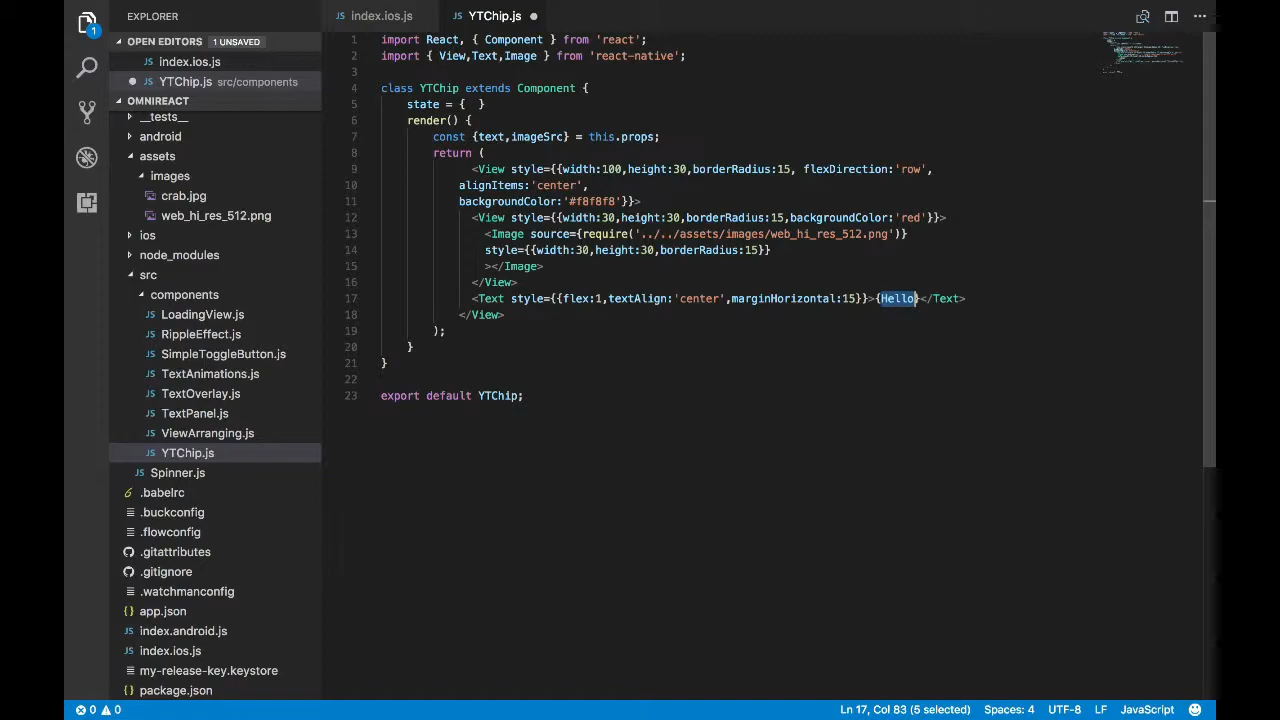 EXPLORER
index.ios.js
YTChip.js
OPEN EDITORS 1 UNSAVED
index.ios.js
YTChip.js src/components
OMNIREACT
__tests__
android
assets
images
crab.jpg
web_hi_res_512.png
ios
node_modules
src
components
LoadingView.js
RippleEffect.js
SimpleToggleButton.js
TextAnimations.js
TextOverlay.js
TextPanel.js
ViewArranging.js
YTChip.js
Spinner.js
.babelrc
.buckconfig
.flowconfig
.gitattributes
.gitignore
.watchmanconfig
app.json
index.android.js
index.ios.js
my-release-key.keystore
package.json
1 import React, { Component } from 'react';
2 import { View,Text,Image } from 'react-native';
3
4 class YTChip extends Component {
5 state = {  }
6 render() {
7 const {text,imageSrc} = this.props;
8 return (
9 <View style={{width:100,height:30,borderRadius:15, flexDirection:'row',
10 alignItems:'center',
11 backgroundColor:'#f8f8f8'}}>
12 <View style={{width:30,height:30,borderRadius:15,backgroundColor:'red'}}>
13 <Image source={require('../../assets/images/web_hi_res_512.png')}
14 style={{width:30,height:30,borderRadius:15}}
15 ></Image>
16 </View>
17 <Text style={{flex:1,textAlign:'center',marginHorizontal:15}}>{Hello}</Text>
18 </View>
19 );
20 }
21 }
22
23 export default YTChip;
1
0 0
Ln 17, Col 83 (5 selected)
Spaces: 4
UTF-8
LF
JavaScript